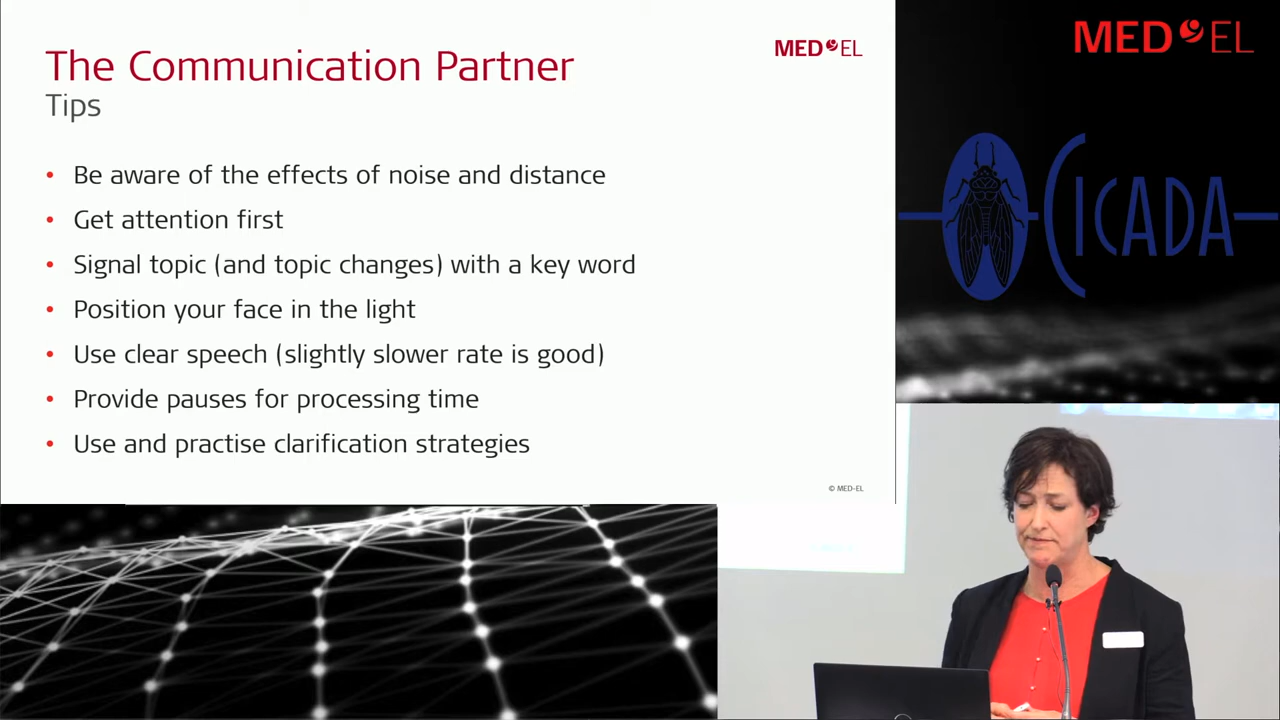 The Communication Partner
Tips
MED EL
• Be aware of the effects of noise and distance
• Get attention first
• Signal topic (and topic changes) with a key word
• Position your face in the light
• Use clear speech (slightly slower rate is good)
• Provide pauses for processing time
• Use and practise clarification strategies
© MED-EL
MED EL
CICADA